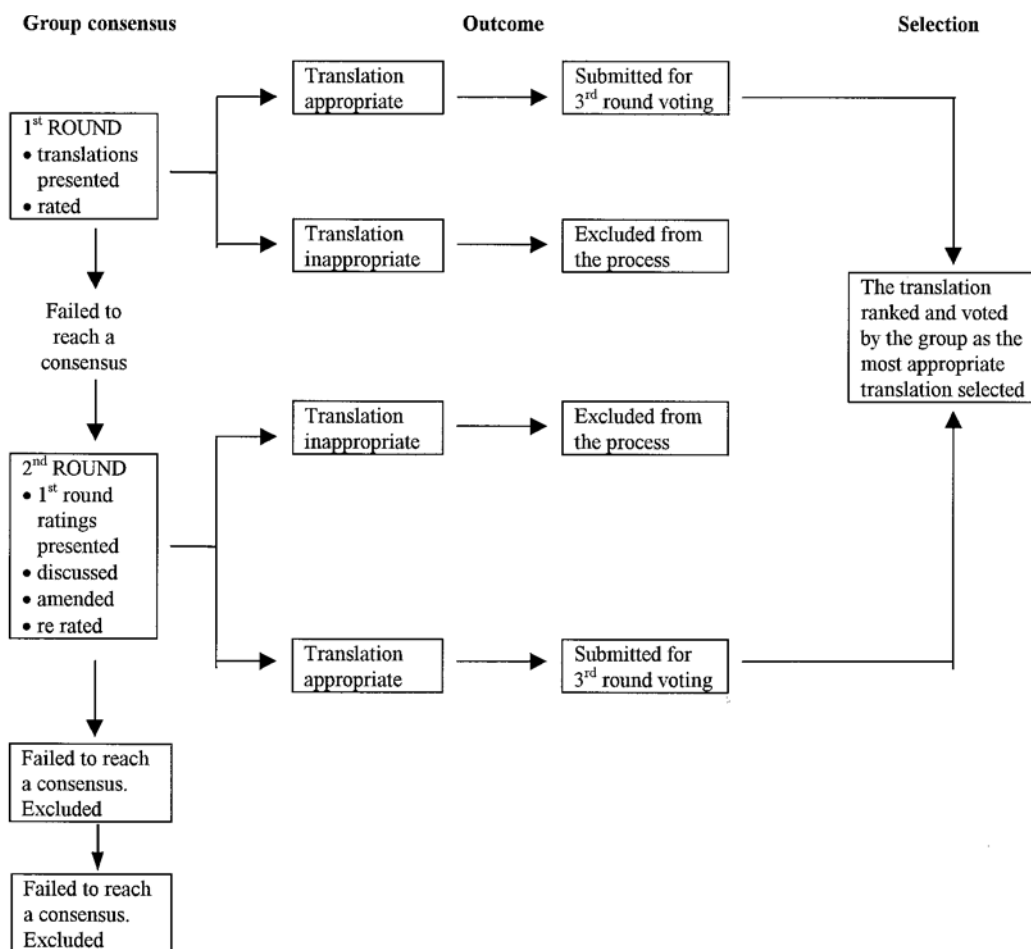 Group consensus
Outcome
Selection
1st ROUND
• translations
presented
• rated
Translation
appropriate
Submitted for
3rd round voting
Translation
inappropriate
Excluded from
the process
Failed to
reach a
consensus
The translation
ranked and voted
by the group as the
most appropriate
translation selected
2nd ROUND
• 1st round
ratings
presented
• discussed
• amended
• re rated
Translation
inappropriate
Excluded from
the process
Translation
appropriate
Submitted for
3rd round voting
Failed to reach
a consensus.
Excluded
Failed to reach
a consensus.
Excluded